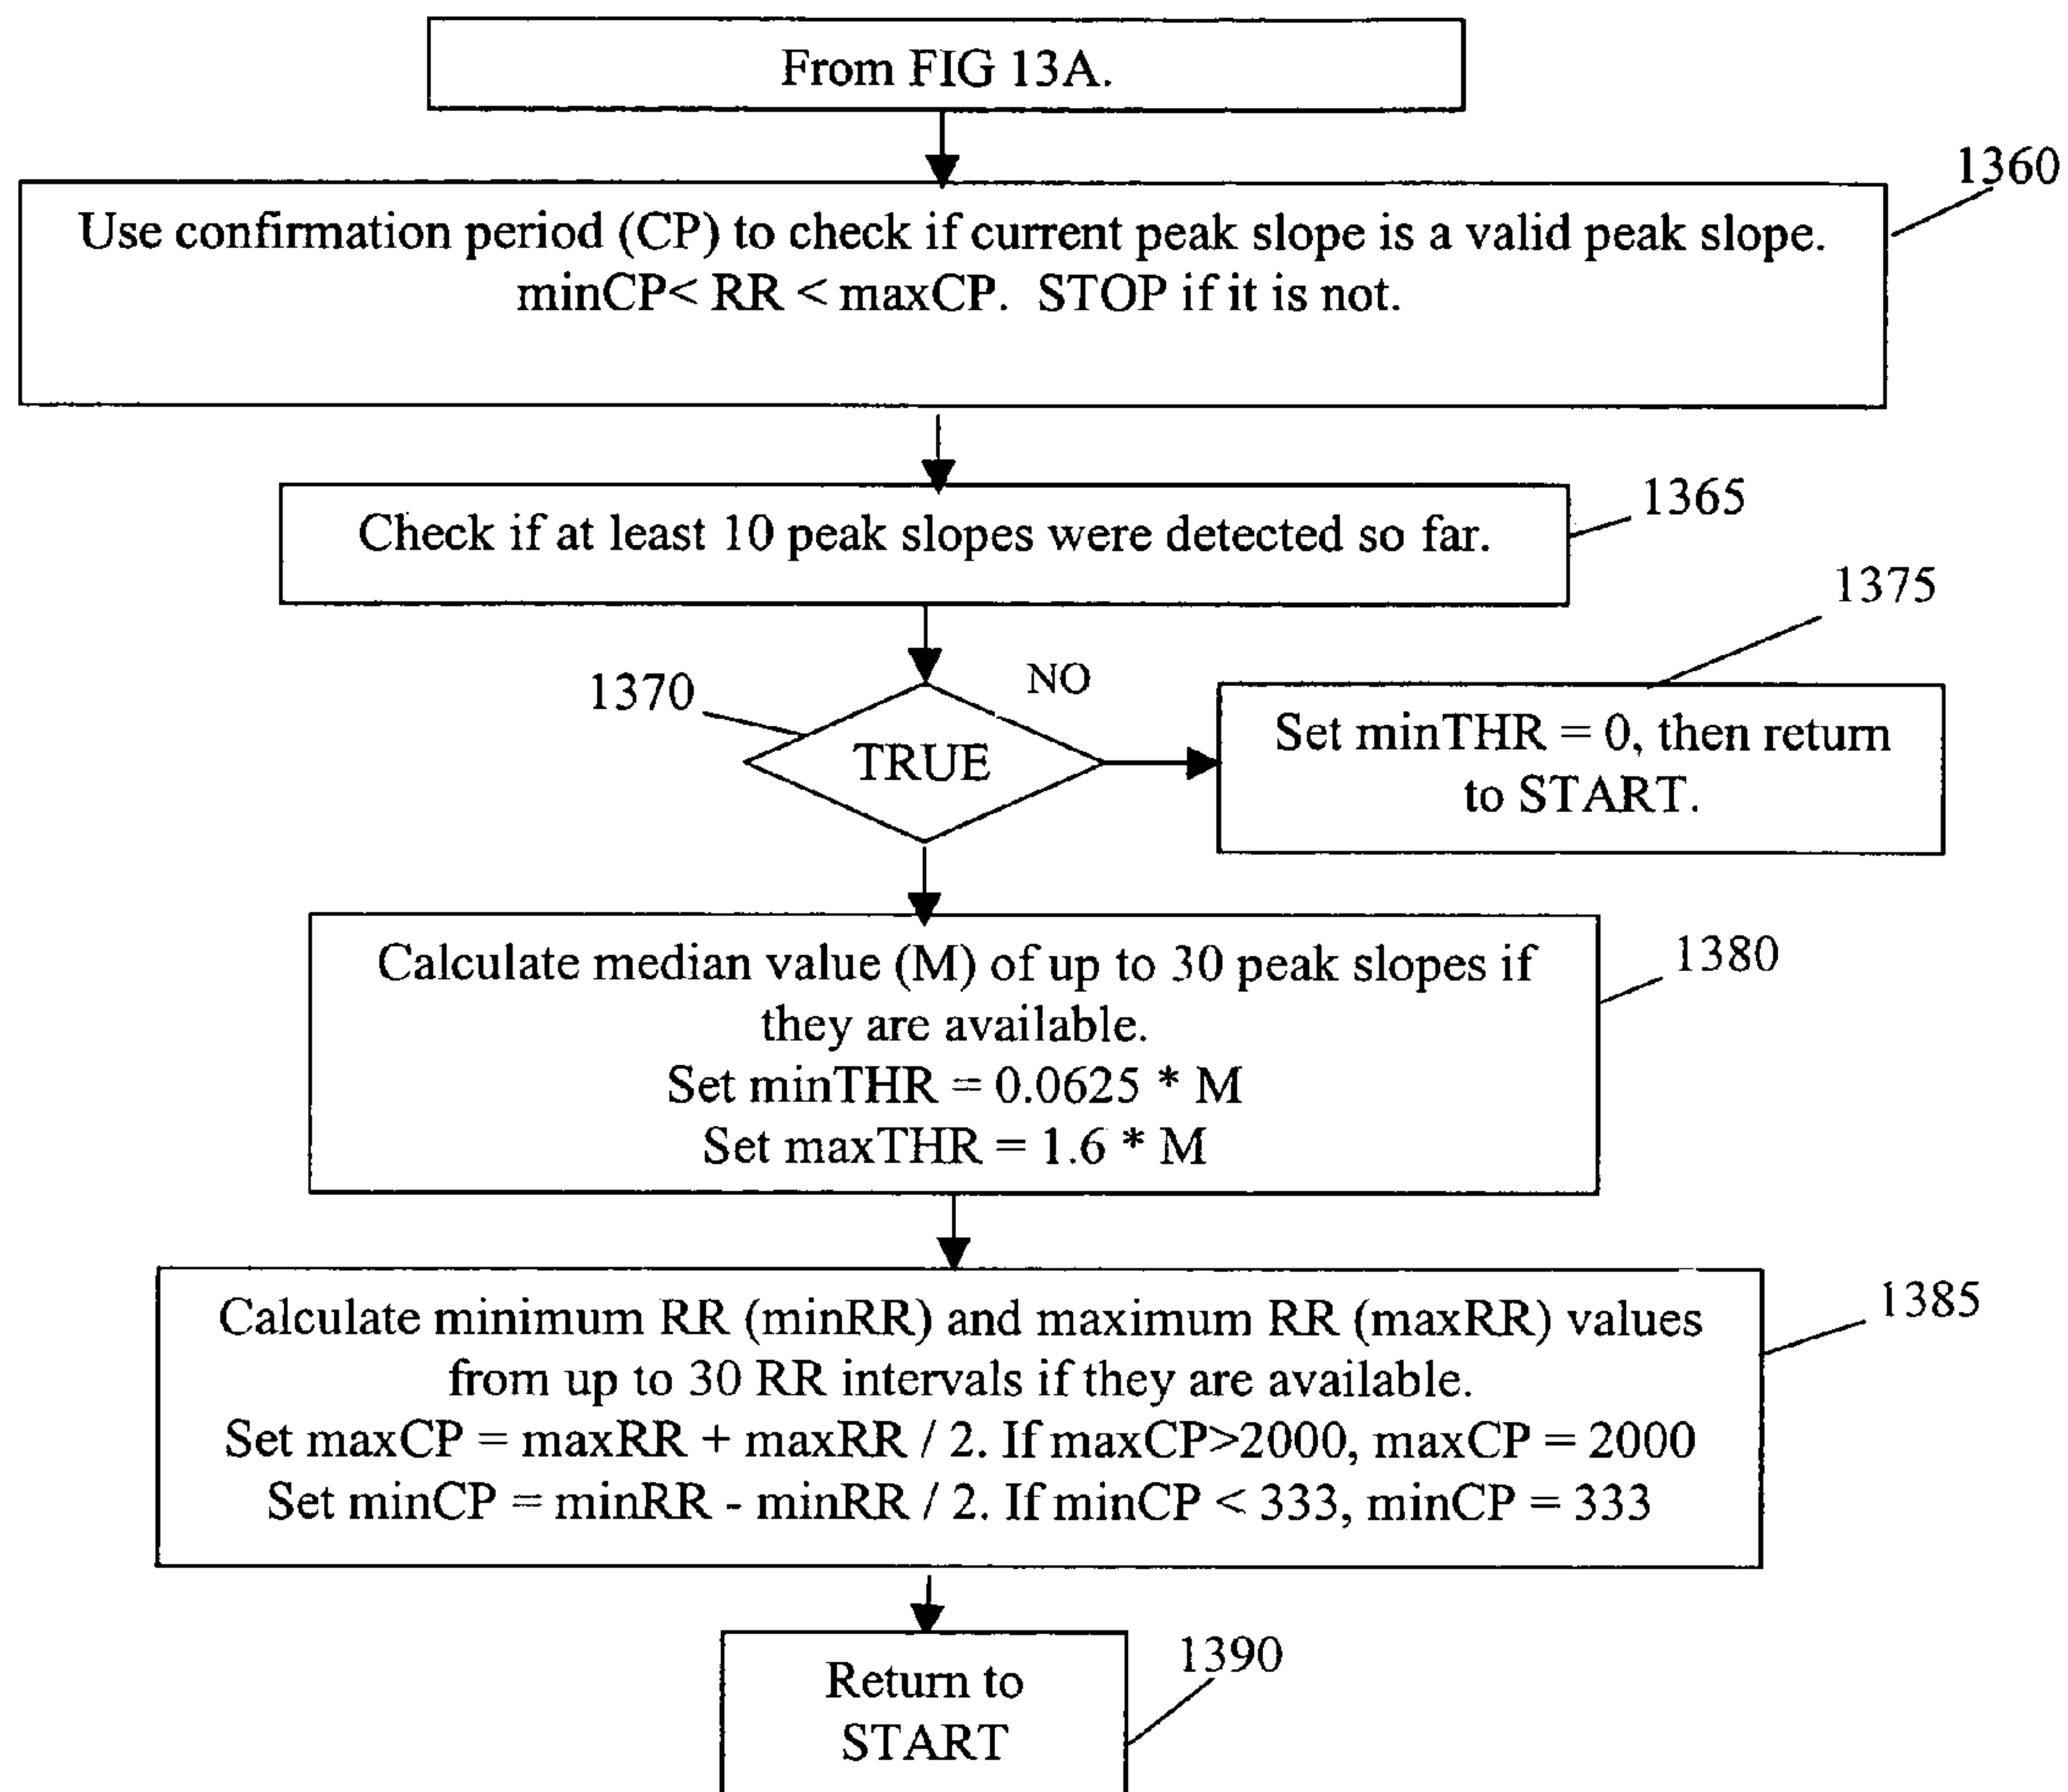 From FIG 13A.
1360
Use confirmation period (CP) to check if current peak slope is a valid peak slope.
minCP< RR < maxCP.  STOP if it is not.
1365
Check if at least 10 peak slopes were detected so far.
1375
NO
1370
TRUE
Set minTHR = 0, then return
to START.
1380
Calculate median value (M) of up to 30 peak slopes if
they are available.
Set minTHR = 0.0625 * M
Set maxTHR = 1.6 * M
1385
Calculate minimum RR (minRR) and maximum RR (maxRR) values
from up to 30 RR intervals if they are available.
Set maxCP = maxRR + maxRR / 2. If maxCP>2000, maxCP = 2000
Set minCP = minRR - minRR / 2. If minCP < 333, minCP = 333
1390
Return to
START